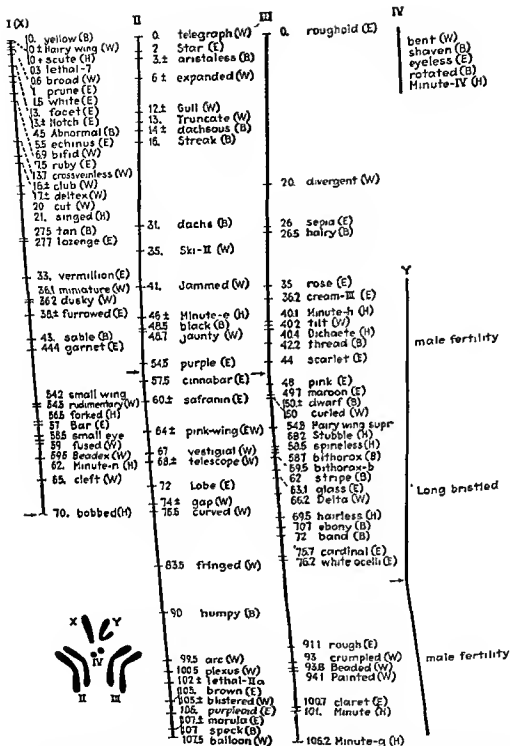 I (X)
0. yellow (B)
0± Hairy wing (W)
0+ scute (H)
03 lethal-7
06 broad (W)
1 prune (E)
1.5 white (E)
3. facet (E)
3± Notch (E)
4.5 Abnormal (B)
5.5 echinus (E)
6.9 bifid (W)
7.5 ruby (E)
13.7 crossveinless (W)
16± club (W)
17± deltex (W)
20 cut (W)
21. singed (H)
27.5 tan (B)
27.7 lozenge (E)
33. vermillion (E)
36.1 miniature (W)
36.2 dusky (W)
38± furrowed (E)
43. sable (B)
44.4 garnet (E)
54.2 small wing
54.5 rudimentary (W)
56.5 forked (H)
57 Bar (E)
58.5 small eye
59 fused (W)
59.6 Beadex (W)
62. Minute-n (H)
65. cleft (W)
70. bobbed (H)
II
0. telegraph (W)
2 Star (E)
3.± aristaless (B)
6± expanded (W)
12± Gull (W)
13. Truncate (W)
14± dachsous (B)
16. Streak (B)
31. dachs (B)
35. Ski-II (W)
41. Jammed (W)
46± Minute-e (H)
48.5 black (B)
48.7 jaunty (W)
54.5 purple (E)
57.5 cinnabar (E)
60± safranin (E)
64± pink-wing (EW)
67 vestigial (W)
68± telescope (W)
72 Lobe (E)
74± gap (W)
75.5 curved (W)
83.5 fringed (W)
90 humpy (B)
99.5 arc (W)
100.5 plexus (W)
102± lethal-IIa
105. brown (E)
105± blistered (W)
106. purpleoid (E)
107.± morula (E)
107 speck (B)
107.5 balloon (W)
III
0. roughoid (E)
20. divergent (W)
26 sepia (E)
26.5 hairy (B)
35 rose (E)
36.2 cream-III (E)
40.1 Minute-h (H)
40.2 tilt (W)
40.4 Dichaete (H)
42.2 thread (B)
44 scarlet (E)
48 pink (E)
49.7 maroon (E)
50.± dwarf (B)
50 curled (W)
54.8 Hairy wing supr
58.2 Stubble (H)
58.5 spineless (H)
58.7 bithorax (B)
59.5 bithorax-b
62 stripe (B)
63.1 glass (E)
66.2 Delta (W)
69.5 hairless (H)
70.7 ebony (B)
72 band (B)
75.7 cardinal (E)
76.2 white ocelli (E)
91.1 rough (E)
93 crumpled (W)
93.8 Beaded (W)
94.1 Painted (W)
100.7 claret (E)
101. Minute (H)
106.2 Minute-g (H)
IV
bent (W)
shaven (B)
eyeless (E)
rotated (B)
Minute-IV (H)
Y
male fertility
Long bristled
male fertility
X Y
IV
II III